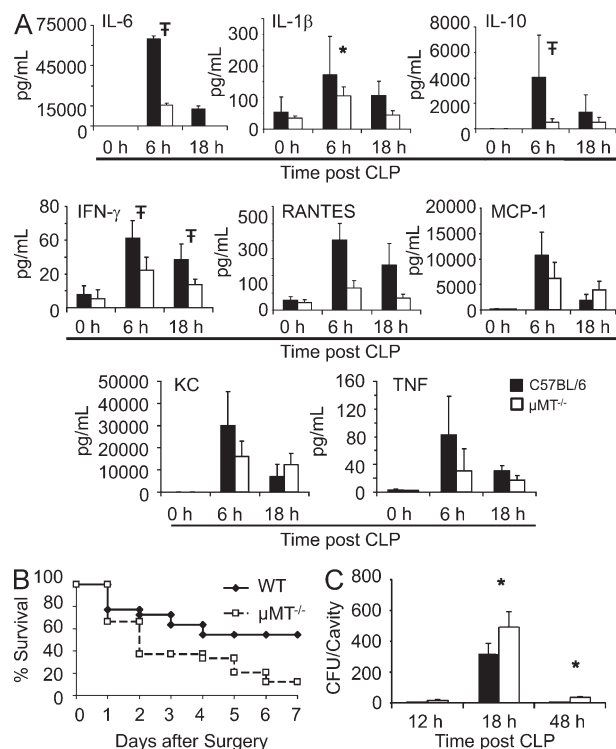 A
IL-6
75000
45000
15000
0
pg/mL
Ŧ
0 h 6 h 18 h
IL-1β
300
200
100
0
pg/mL
*
0 h 6 h 18 h
IL-10
8000
6000
4000
2000
0
pg/mL
Ŧ
0 h 6 h 18 h
Time post CLP
IFN-γ
80
60
20
0
pg/mL
Ŧ
Ŧ
0 h 6 h 18 h
RANTES
500
300
100
0
pg/mL
0 h 6 h 18 h
MCP-1
20000
15000
10000
5000
0
pg/mL
0 h 6 h 18 h
Time post CLP
KC
50000
40000
30000
20000
10000
0
pg/mL
0 h 6 h 18 h
TNF
160
120
80
40
0
pg/mL
0 h 6 h 18 h
C57BL/6
µMT-/-
Time post CLP
B
% Survival
100
80
60
40
20
0
WT
µMT-/-
0 1 2 3 4 5 6 7
Days after Surgery
C
CFU/Cavity
800
600
400
200
0
*
*
12 h 18 h 48 h
Time post CLP